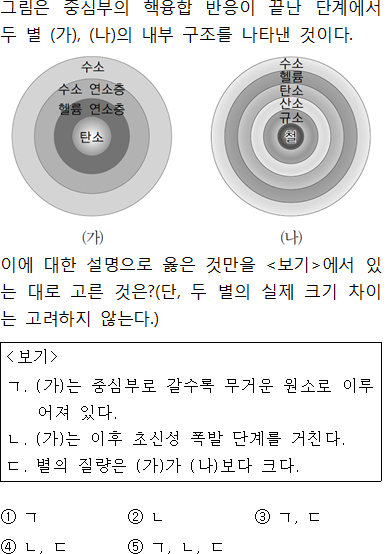 그림은 중심부의 핵융합 반응이 끝난 단계에서
두 별 (가), (나)의 내부 구조를 나타낸 것이다.
수소
수소 연소층
헬륨 연소층
탄소
(가)
수소
헬륨
탄소
산소
규소
철
(나)
이에 대한 설명으로 옳은 것만을 <보기>에서 있
는 대로 고른 것은?(단, 두 별의 실제 크기 차이
는 고려하지 않는다.)
<보기>
ㄱ. (가)는 중심부로 갈수록 무거운 원소로 이루
어져 있다.
ㄴ. (가)는 이후 초신성 폭발 단계를 거친다.
ㄷ. 별의 질량은 (가)가 (나)보다 크다.
① ㄱ ② ㄴ ③ ㄱ, ㄷ
④ ㄴ, ㄷ ⑤ ㄱ, ㄴ, ㄷ